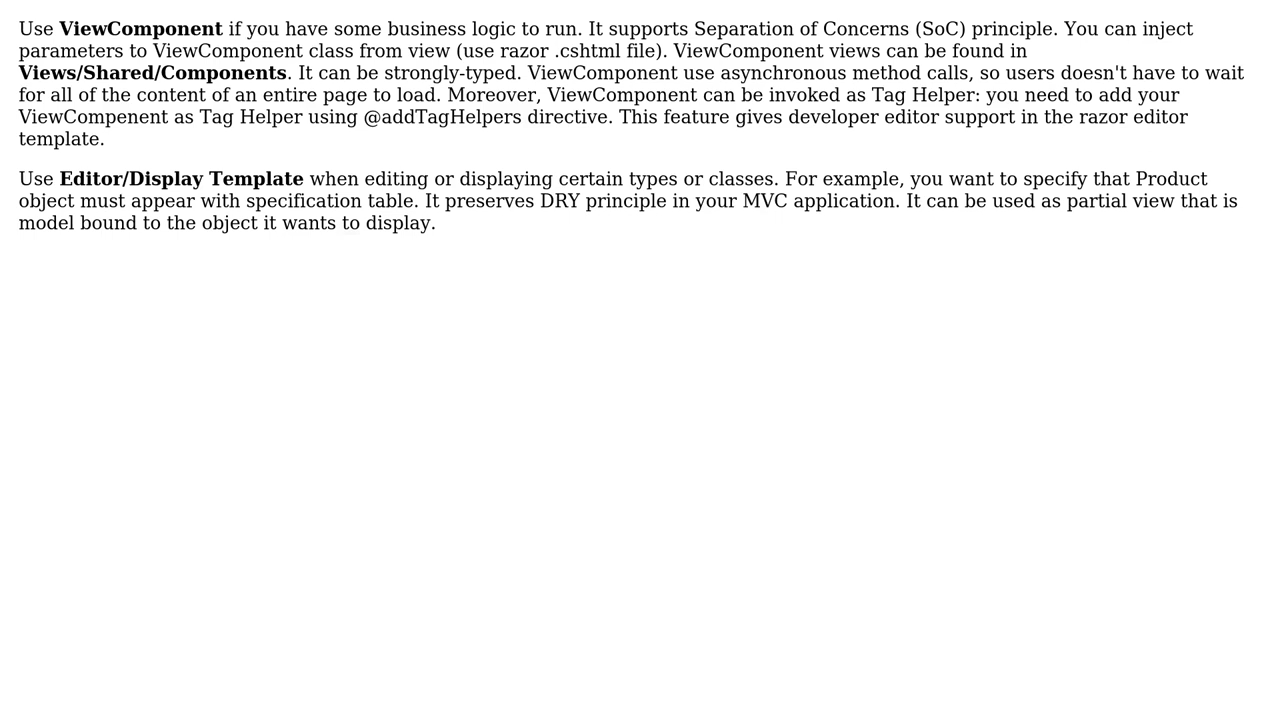 Use ViewComponent if you have some business logic to run. It supports Separation of Concerns (SoC) principle. You can inject
parameters to ViewComponent class from view (use razor .cshtml file). ViewComponent views can be found in
Views/Shared/Components. It can be strongly-typed. ViewComponent use asynchronous method calls, so users doesn't have to wait
for all of the content of an entire page to load. Moreover, ViewComponent can be invoked as Tag Helper: you need to add your
ViewCompenent as Tag Helper using @addTagHelpers directive. This feature gives developer editor support in the razor editor
template.
Use Editor/Display Template when editing or displaying certain types or classes. For example, you want to specify that Product
object must appear with specification table. It preserves DRY principle in your MVC application. It can be used as partial view that is
model bound to the object it wants to display.